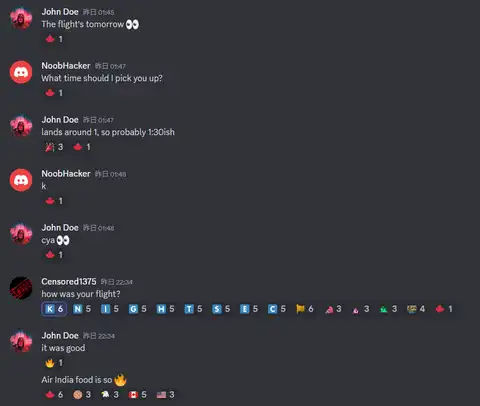 John Doe 昨日 01:45
The flight's tomorrow 👀
🍁 1
NoobHacker 昨日 01:47
What time should I pick you up?
🍁 1
John Doe 昨日 01:47
lands around 1, so probably 1:30ish
🎉 3 🍁 1
NoobHacker 昨日 01:48
k
🍁 1
John Doe 昨日 01:48
cya 👀
🍁 1
Censored1375 昨日 22:34
how was your flight?
K 6 N 5 I 5 G 5 H 5 T 5 S 5 E 5 C 5 6 3 3 3 4 🍁 1
John Doe 昨日 22:34
it was good
🔥 1
Air India food is so 🔥
🍁 6 3 3 🇨🇦 5 🇺🇸 3